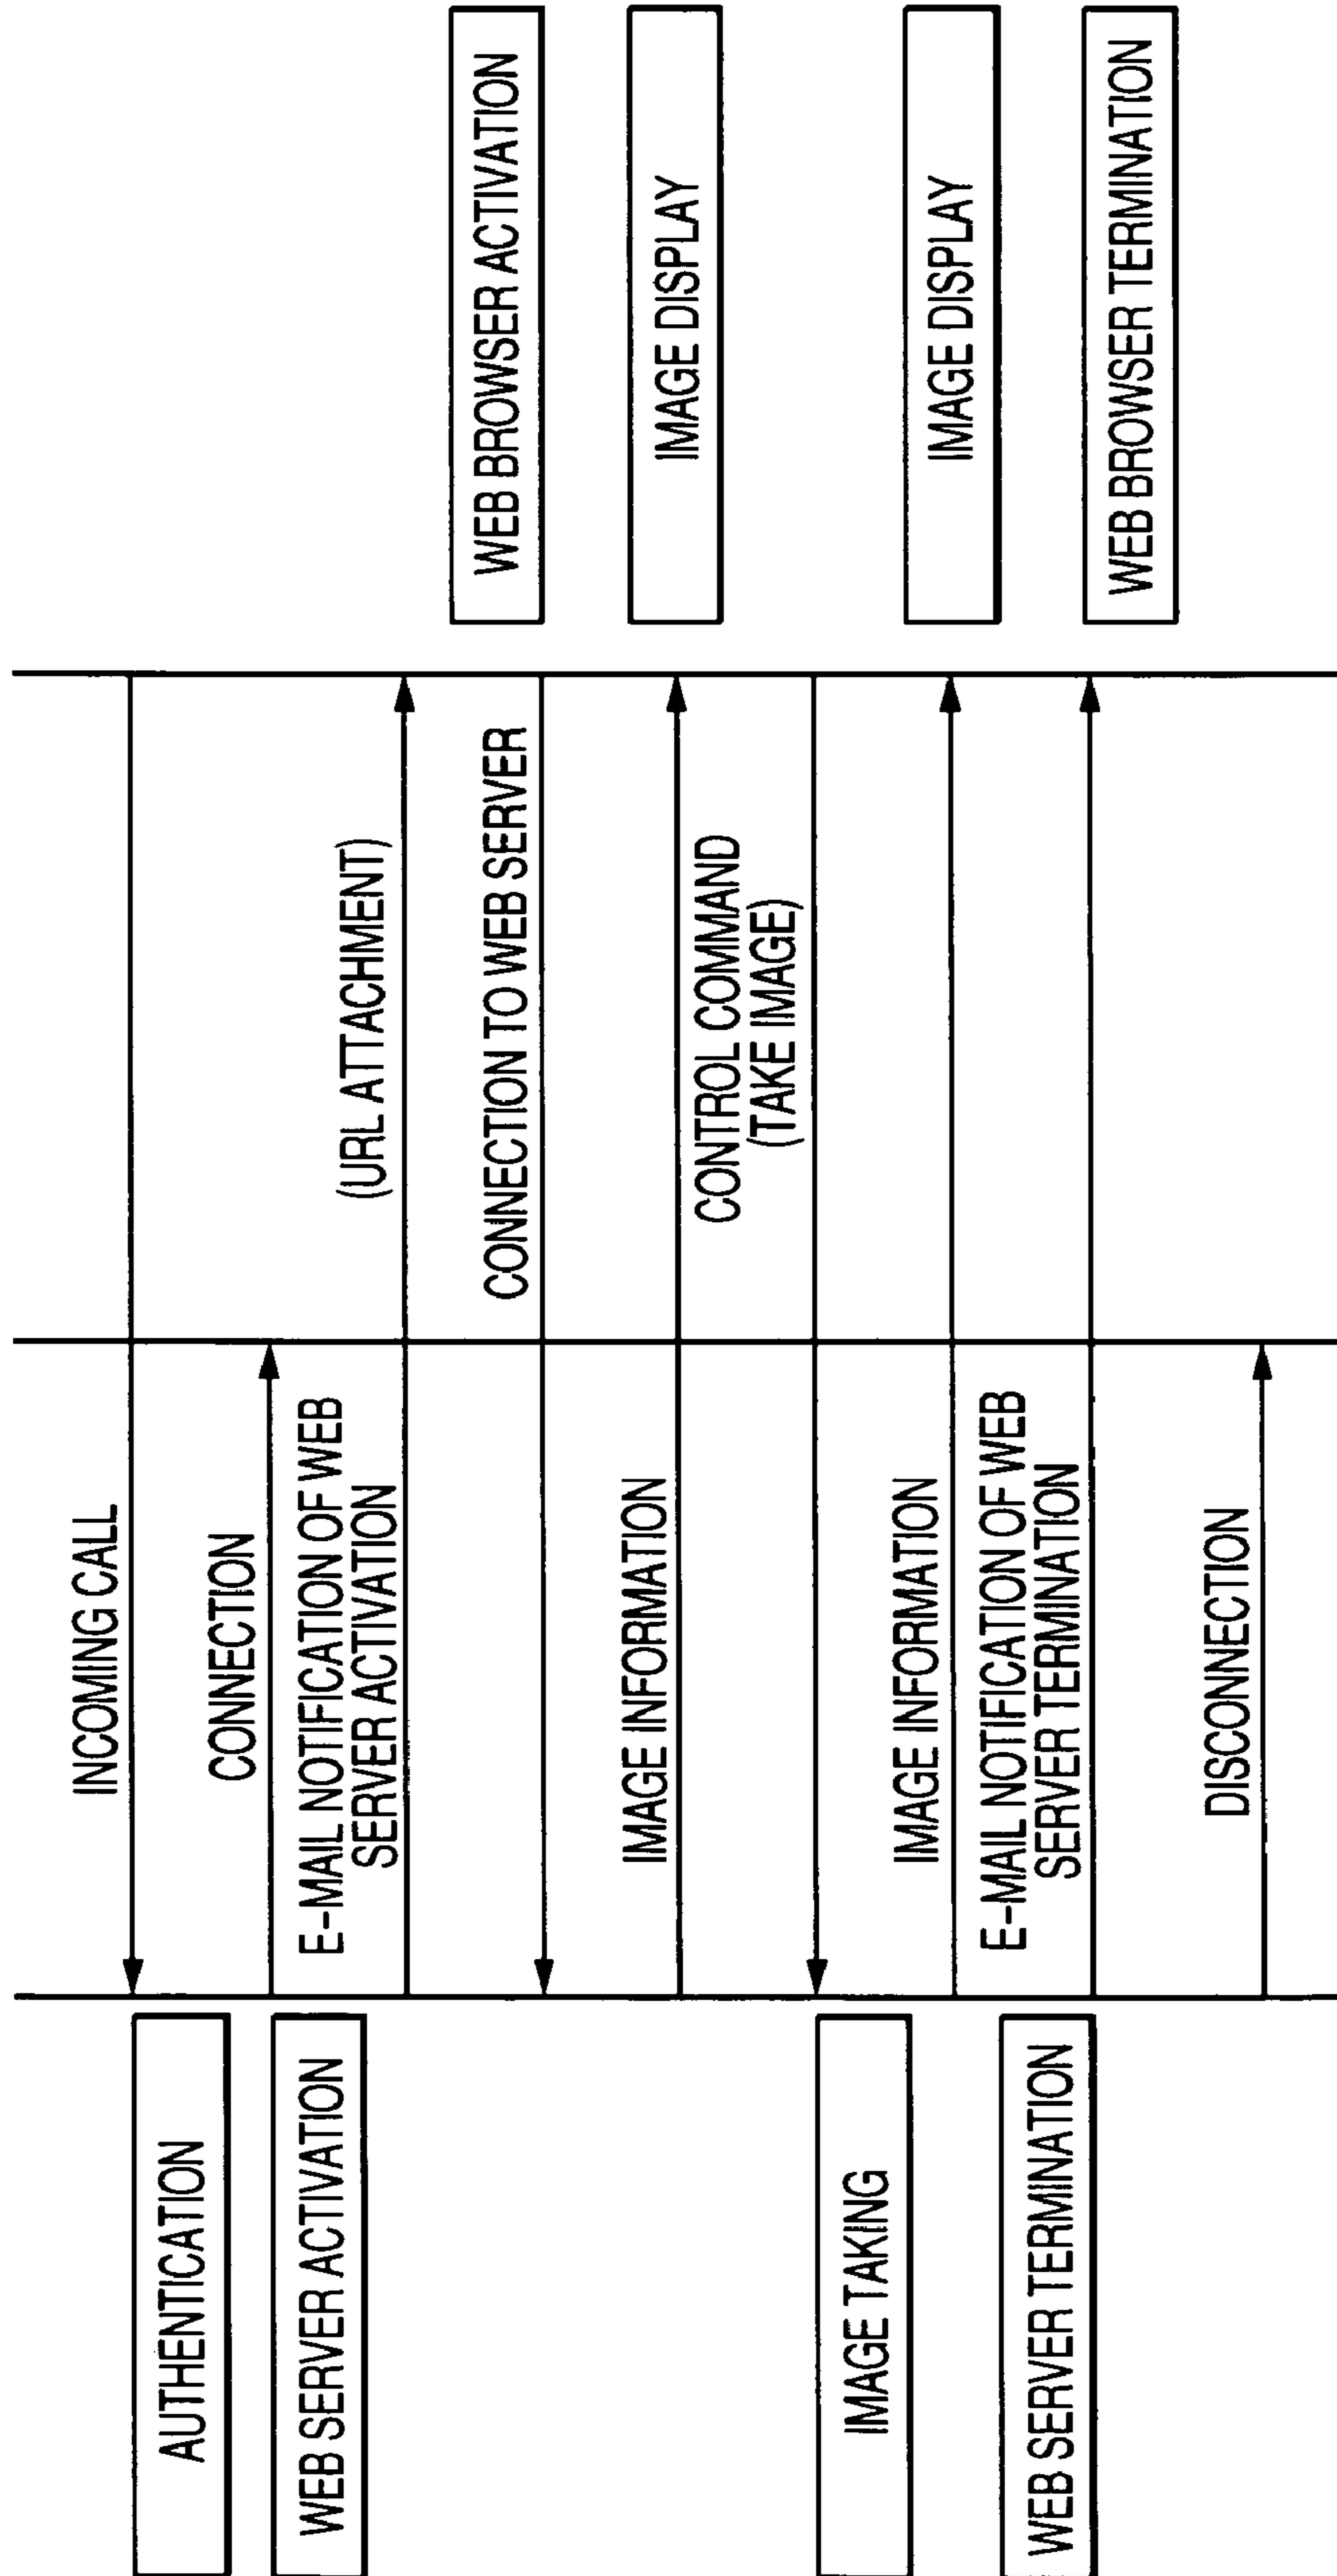 INCOMING CALL
AUTHENTICATION
CONNECTION
WEB SERVER ACTIVATION
E-MAIL NOTIFICATION OF WEB
SERVER ACTIVATION
(URL ATTACHMENT)
WEB BROWSER ACTIVATION
CONNECTION TO WEB SERVER
IMAGE INFORMATION
IMAGE DISPLAY
CONTROL COMMAND
(TAKE IMAGE)
IMAGE TAKING
IMAGE INFORMATION
IMAGE DISPLAY
WEB SERVER TERMINATION
E-MAIL NOTIFICATION OF WEB
SERVER TERMINATION
WEB BROWSER TERMINATION
DISCONNECTION